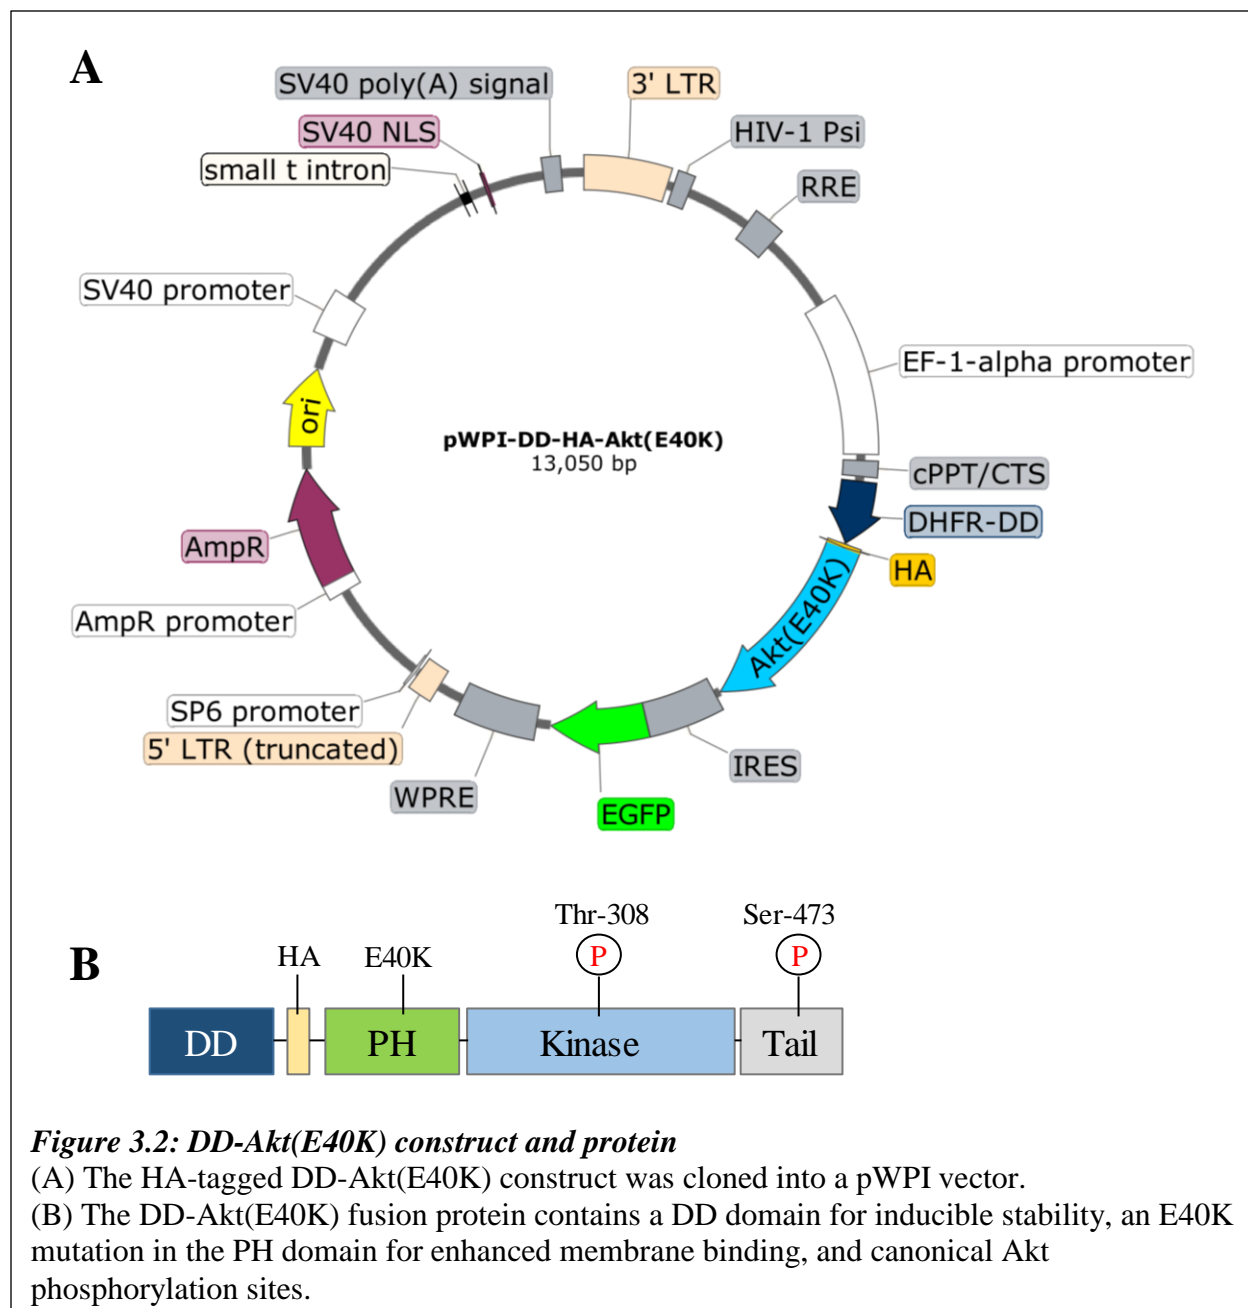 A
SV40 poly(A) signal
3' LTR
SV40 NLS
HIV-1 Psi
small t intron
RRE
SV40 promoter
EF-1-alpha promoter
ori
pWPI-DD-HA-Akt(E40K)
13,050 bp
cPPT/CTS
DHFR-DD
AmpR
HA
Akt(E40K)
AmpR promoter
SP6 promoter
5' LTR (truncated)
IRES
WPRE
EGFP
B
Thr-308
Ser-473
HA
E40K
P
P
DD
PH
Kinase
Tail
Figure 3.2: DD-Akt(E40K) construct and protein
(A) The HA-tagged DD-Akt(E40K) construct was cloned into a pWPI vector.
(B) The DD-Akt(E40K) fusion protein contains a DD domain for inducible stability, an E40K
mutation in the PH domain for enhanced membrane binding, and canonical Akt
phosphorylation sites.